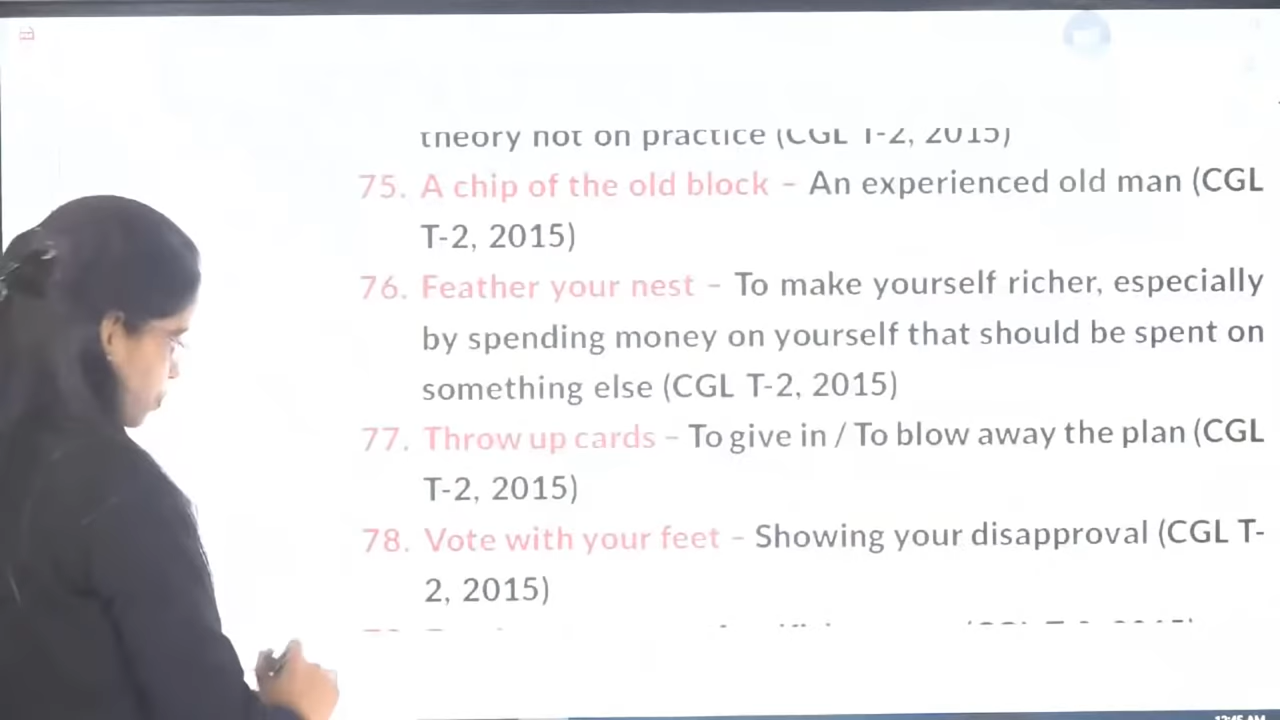 theory not on practice (CGL T-2, 2015)
75. A chip of the old block – An experienced old man (CGL
T-2, 2015)
76. Feather your nest – To make yourself richer, especially
by spending money on yourself that should be spent on
something else (CGL T-2, 2015)
77. Throw up cards – To give in / To blow away the plan (CGL
T-2, 2015)
78. Vote with your feet – Showing your disapproval (CGL T-
2, 2015)